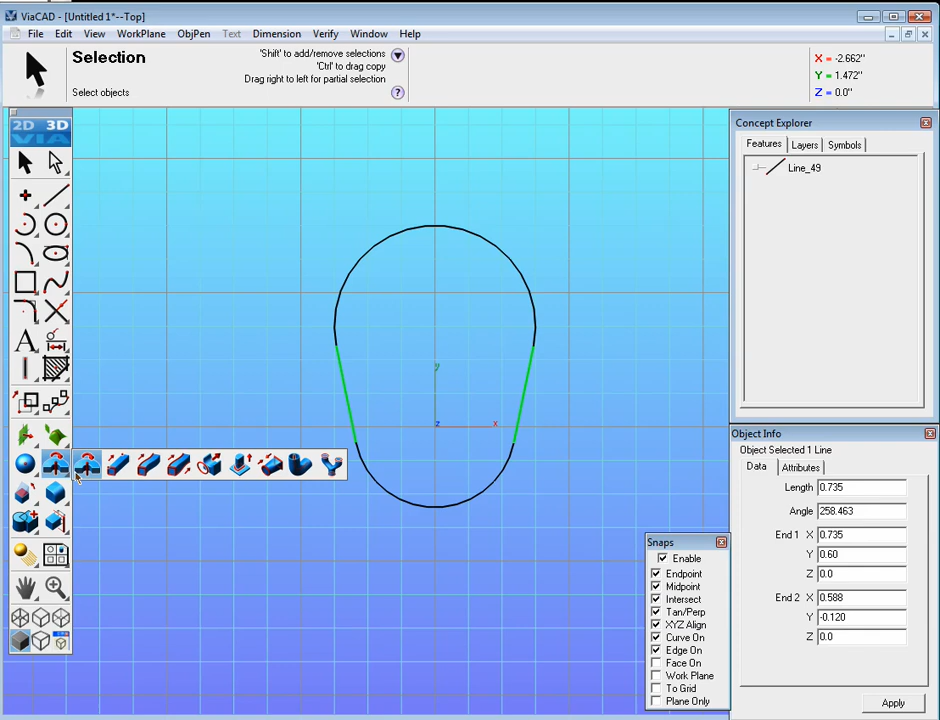 ViaCAD - [Untitled 1*--Top]
File Edit View WorkPlane ObjPen Text Dimension Verify Window Help
Selection
'Shift' to add/remove selections
'Ctrl' to drag copy
Drag right to left for partial selection
Select objects
?
X = -2.662"
Y = 1.472"
Z = 0.0"
2D 3D
VIA
A
y
z
x
Concept Explorer
Features Layers Symbols
Line_49
Snaps
Enable
Endpoint
Midpoint
Intersect
Tan/Perp
XYZ Align
Curve On
Edge On
Face On
Work Plane
To Grid
Plane Only
Object Info
Object Selected 1 Line
Data Attributes
Length 0.735
Angle 258.463
End 1 X 0.735
Y 0.60
Z 0.0
End 2 X 0.588
Y -0.120
Z 0.0
Apply